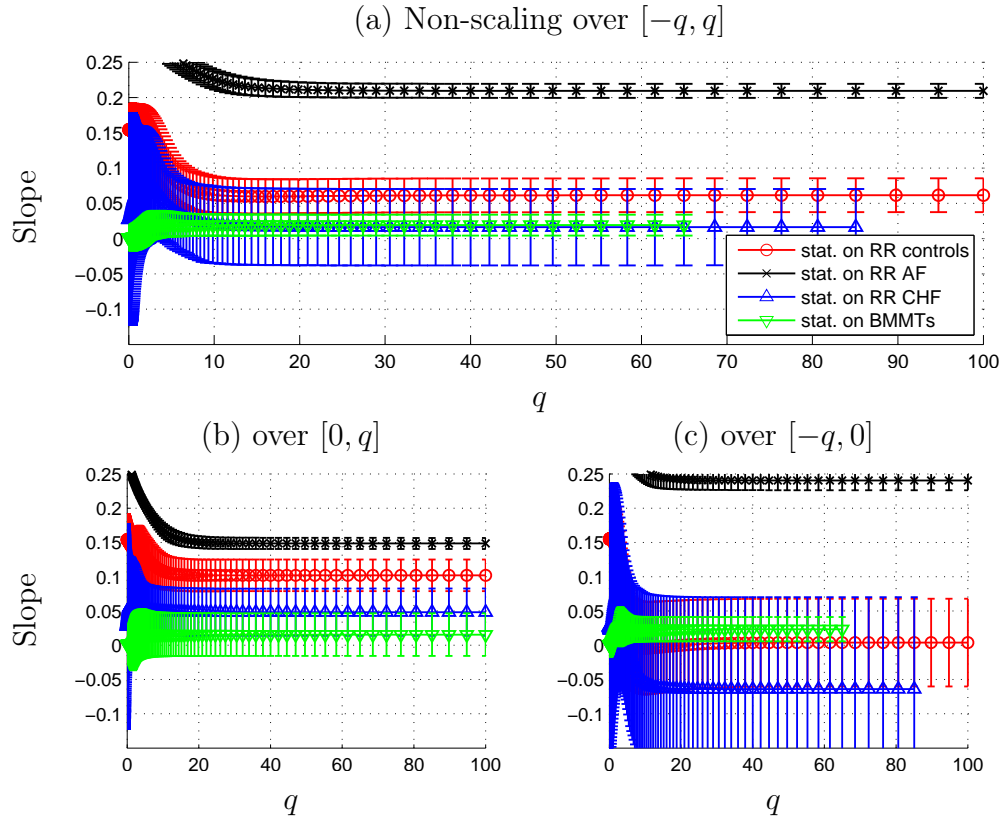 (a) Non-scaling over [−q, q]
Slope
0.25
0.2
0.15
0.1
0.05
0
−0.05
−0.1
0 10 20 30 40 50 60 70 80 90 100
q
stat. on RR controls
stat. on RR AF
stat. on RR CHF
stat. on BMMTs
(b) over [0, q]
Slope
0.25
0.2
0.15
0.1
0.05
0
−0.05
−0.1
0 20 40 60 80 100
q
(c) over [−q, 0]
0.25
0.2
0.15
0.1
0.05
0
−0.05
−0.1
0 20 40 60 80 100
q